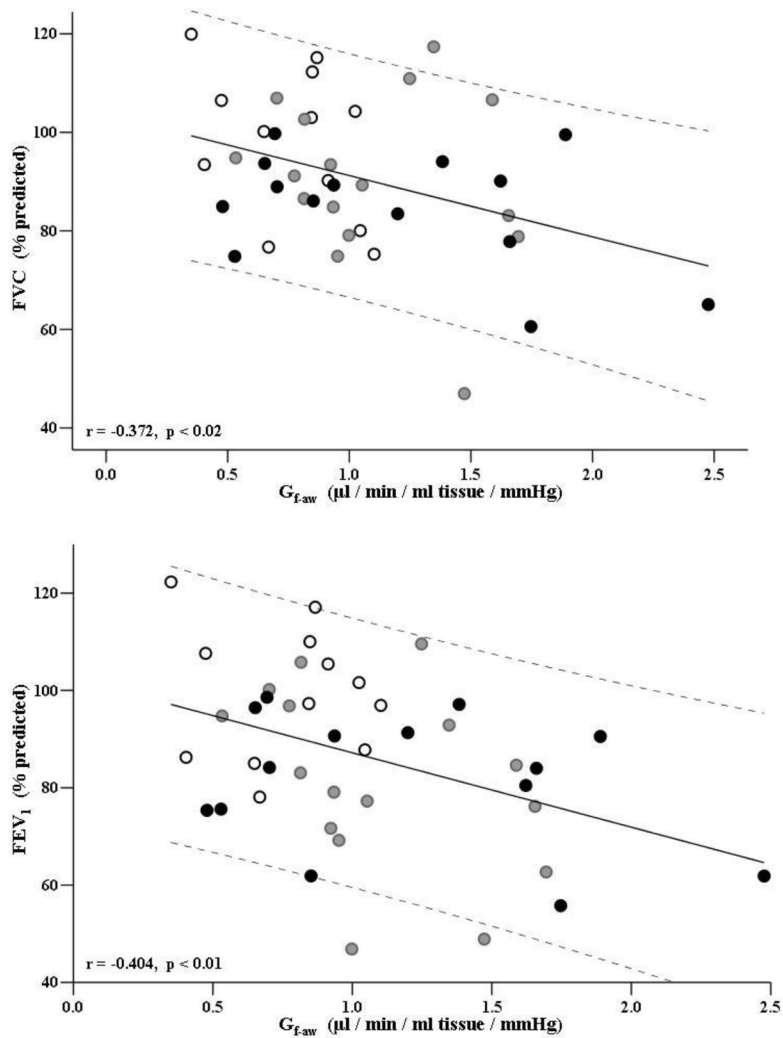 120
100
80
60
40
FVC (% predicted)
r = -0.372, p < 0.02
0.0 0.5 1.0 1.5 2.0 2.5
G f-aw (µl / min / ml tissue / mmHg)
120
100
80
60
40
FEV1 (% predicted)
r = -0.404, p < 0.01
0.0 0.5 1.0 1.5 2.0 2.5
G f-aw (µl / min / ml tissue / mmHg)